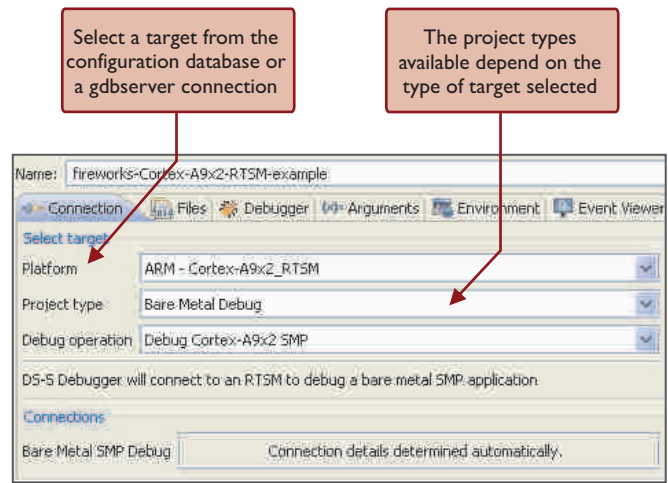 Select a target from the
configuration database or
a gdbserver connection
The project types
available depend on the
type of target selected
Name: fireworks-Cortex-A9x2-RTSM-example
Connection Files Debugger Arguments Environment Event Viewer
Select target
Platform ARM - Cortex-A9x2_RTSM
Project type Bare Metal Debug
Debug operation Debug Cortex-A9x2 SMP
DS-5 Debugger will connect to an RTSM to debug a bare metal SMP application
Connections
Bare Metal SMP Debug Connection details determined automatically.